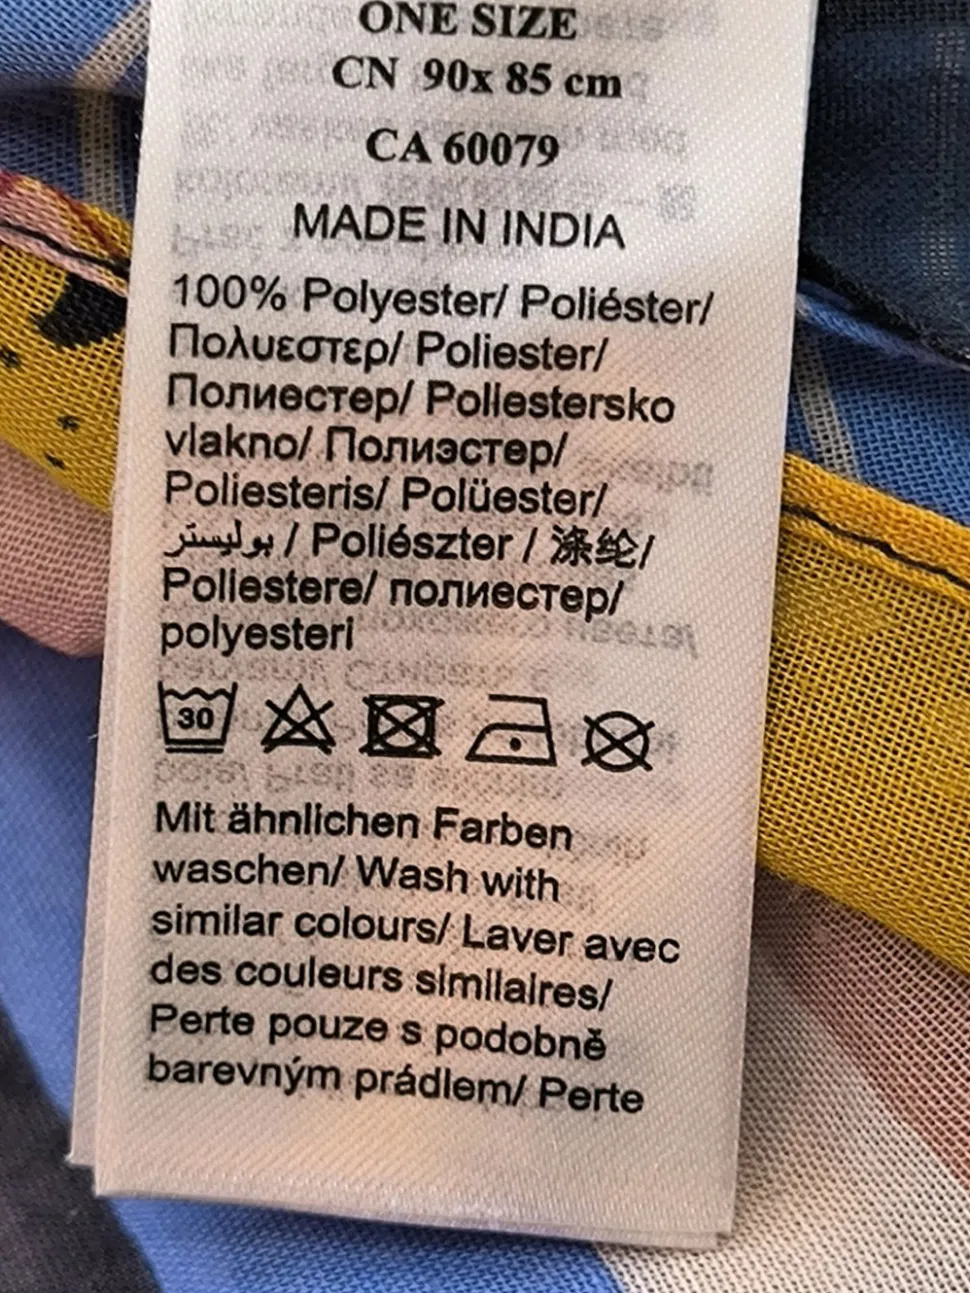 ONE SIZE
CN 90x 85 cm
CA 60079
MADE IN INDIA
100% Polyester/ Poliéster/
Πολυεστερ/ Poliester/
Полиестер/ Poliestersko
vlakno/ Полиэстер/
Poliesteris/ Polüester/
بوليستر / Poliészter / 涤纶/
Poliestere/ полиестер/
polyesteri
30
Mit ähnlichen Farben
waschen/ Wash with
similar colours/ Laver avec
des couleurs similaires/
Perte pouze s podobně
barevným prádlem/ Perte